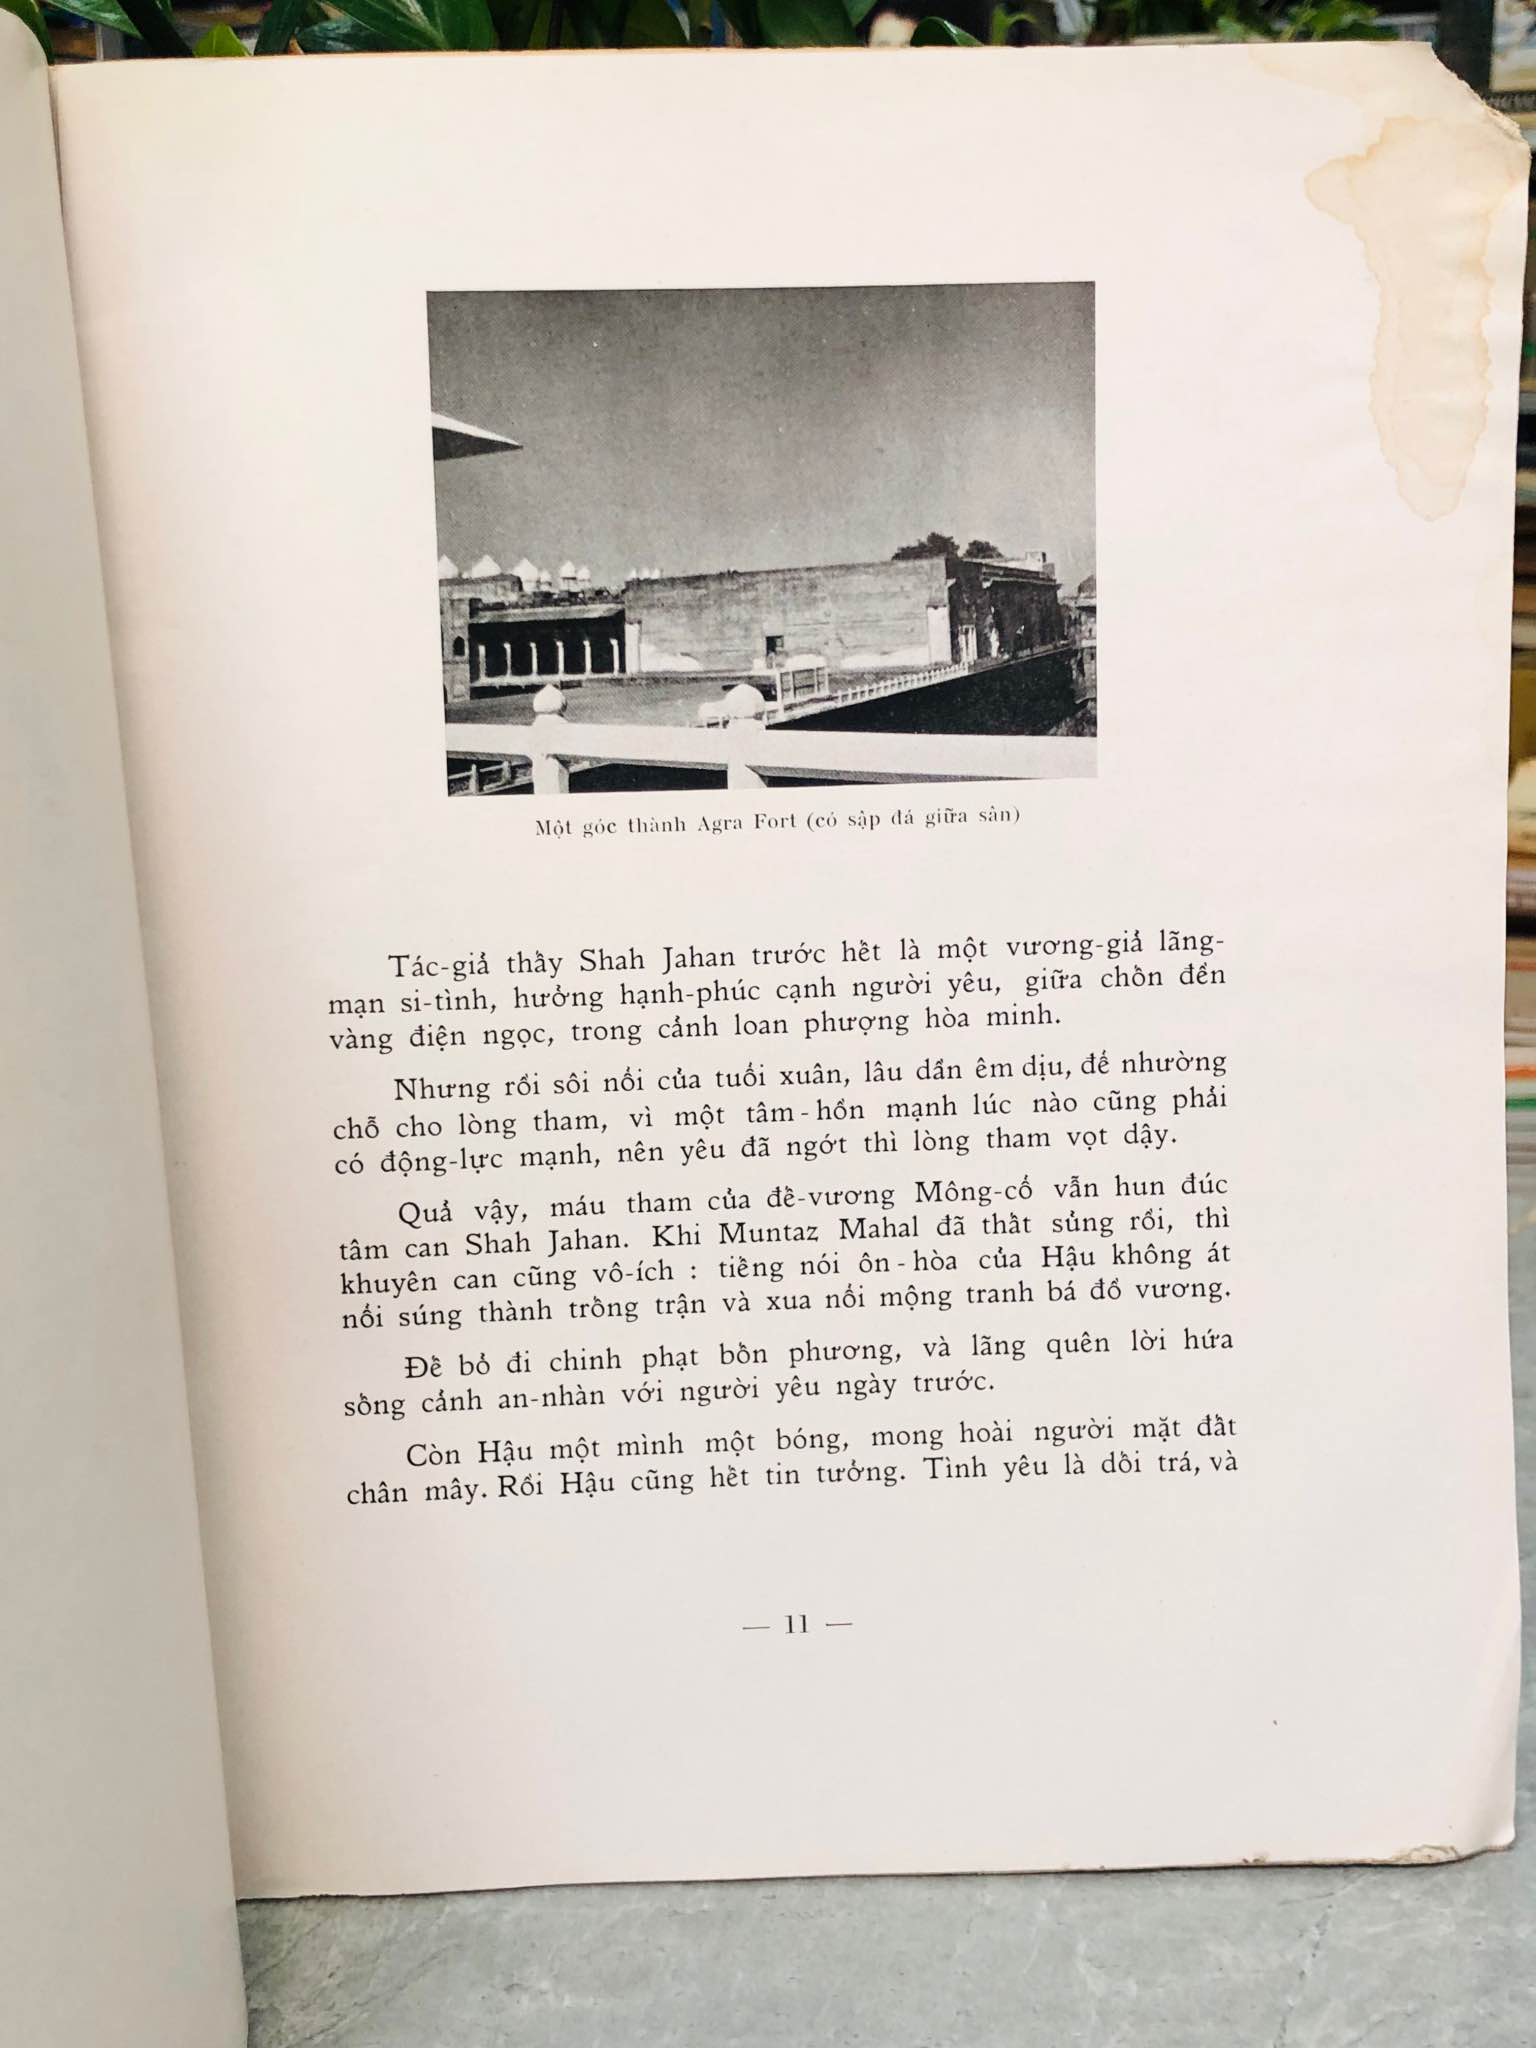 Một góc thành Agra Fort (có sập đá giữa sân)
Tác-giả thấy Shah Jahan trước hết là một vương-giả lãng-
mạn si-tình, hưởng hạnh-phúc cạnh người yêu, giữa chốn đền
vàng điện ngọc, trong cảnh loan phượng hòa minh.
Nhưng rồi sôi nổi của tuổi xuân, lâu dần êm dịu, để nhường
chỗ cho lòng tham, vì một tâm-hồn mạnh lúc nào cũng phải
có động-lực mạnh, nên yêu đã ngớt thì lòng tham vọt dậy.
Quả vậy, máu tham của đế-vương Mông-cổ vẫn hun đúc
tâm can Shah Jahan. Khi Muntaz Mahal đã thất sủng rồi, thì
khuyên can cũng vô-ích : tiếng nói ôn-hòa của Hậu không át
nổi súng thành trống trận và xua nổi mộng tranh bá đồ vương.
Đế bỏ đi chinh phạt bốn phương, và lãng quên lời hứa
sống cảnh an-nhàn với người yêu ngày trước.
Còn Hậu một mình một bóng, mong hoài người mặt đất
chân mây. Rồi Hậu cũng hết tin tưởng. Tình yêu là dối trá, và
— 11 —